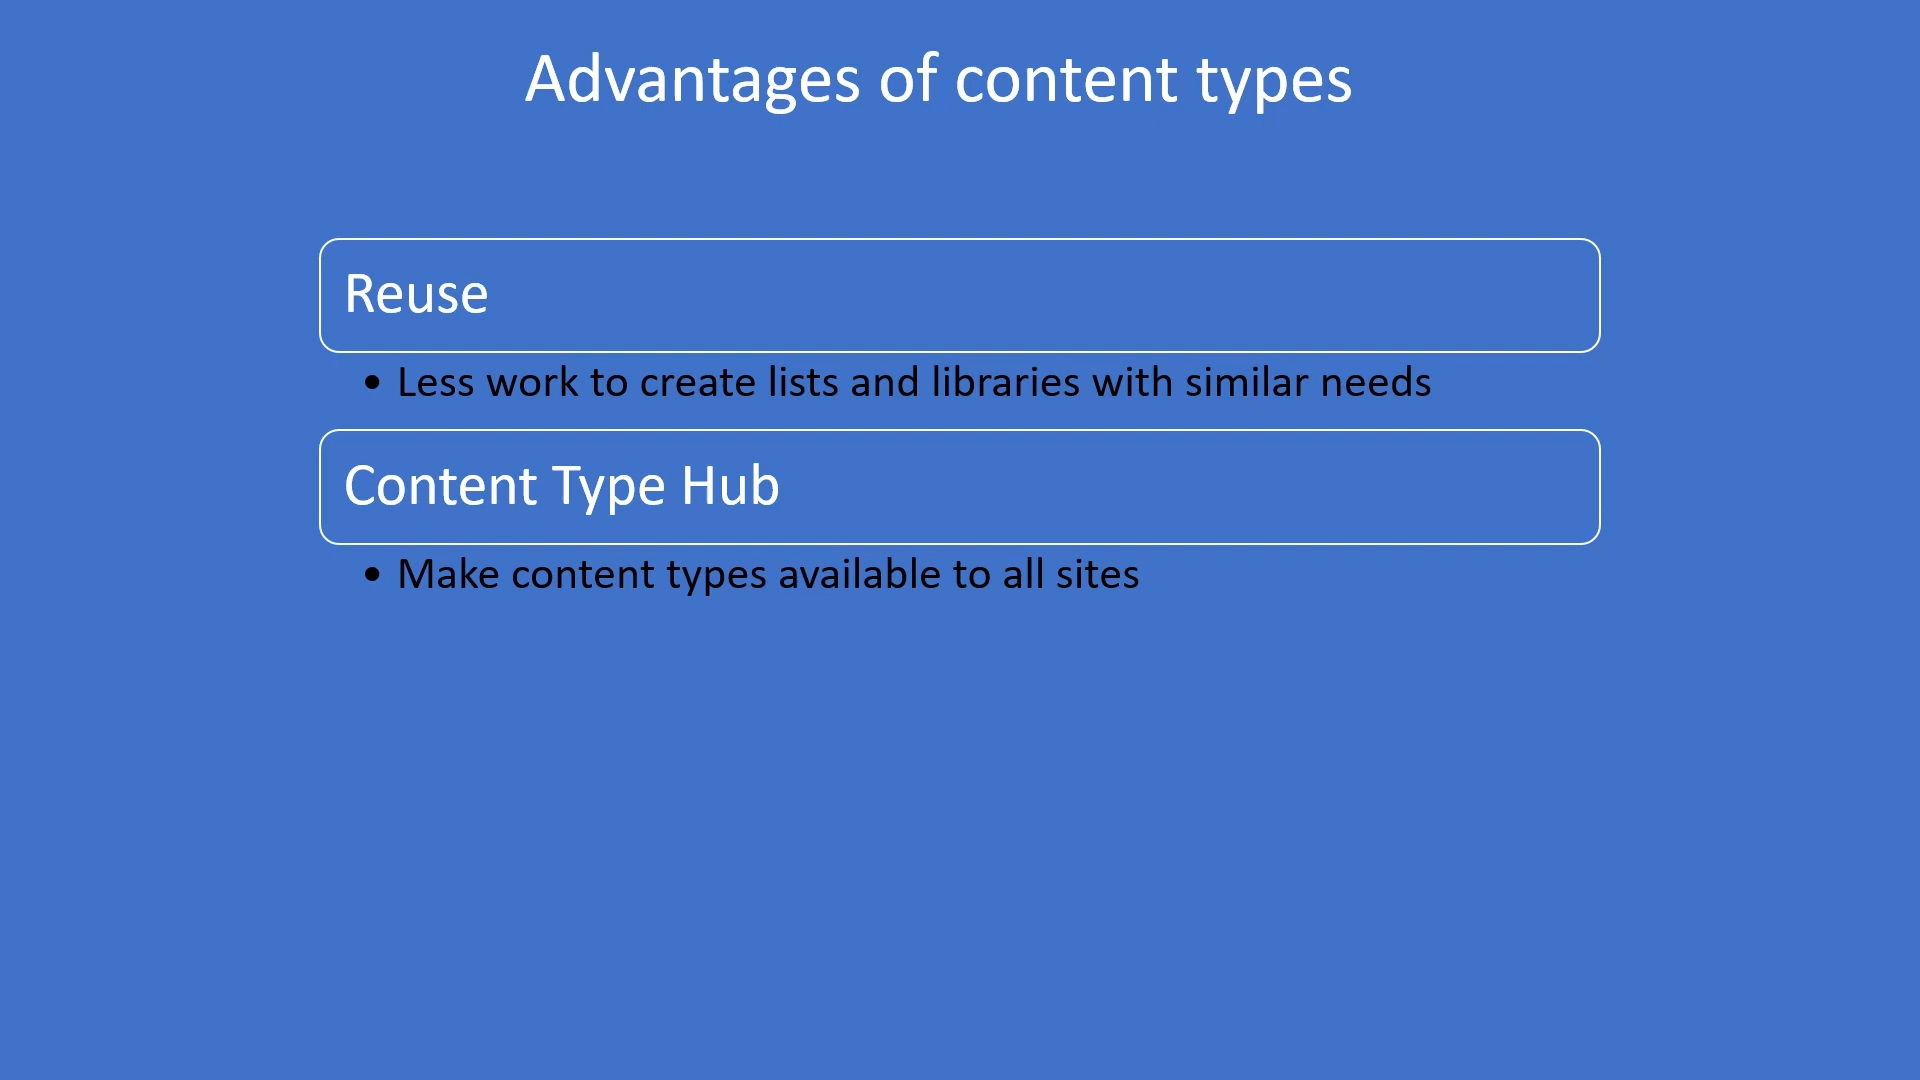 Advantages of content types
Reuse
• Less work to create lists and libraries with similar needs
Content Type Hub
• Make content types available to all sites